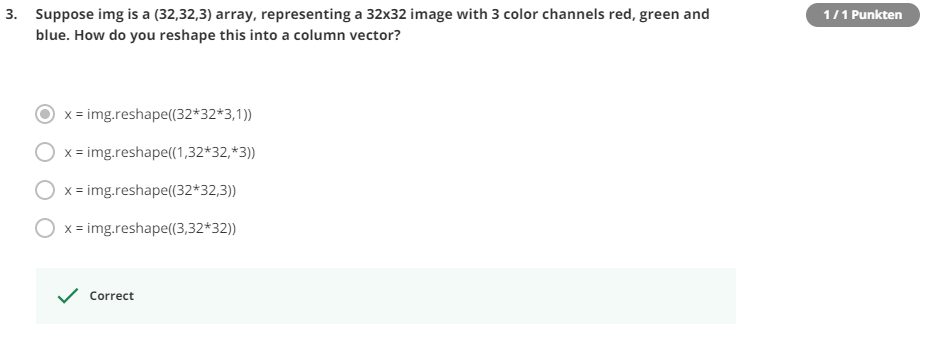 3. Suppose img is a (32,32,3) array, representing a 32x32 image with 3 color channels red, green and
blue. How do you reshape this into a column vector?
1 / 1 Punkten
x = img.reshape((32*32*3,1))
x = img.reshape((1,32*32,*3))
x = img.reshape((32*32,3))
x = img.reshape((3,32*32))
Correct